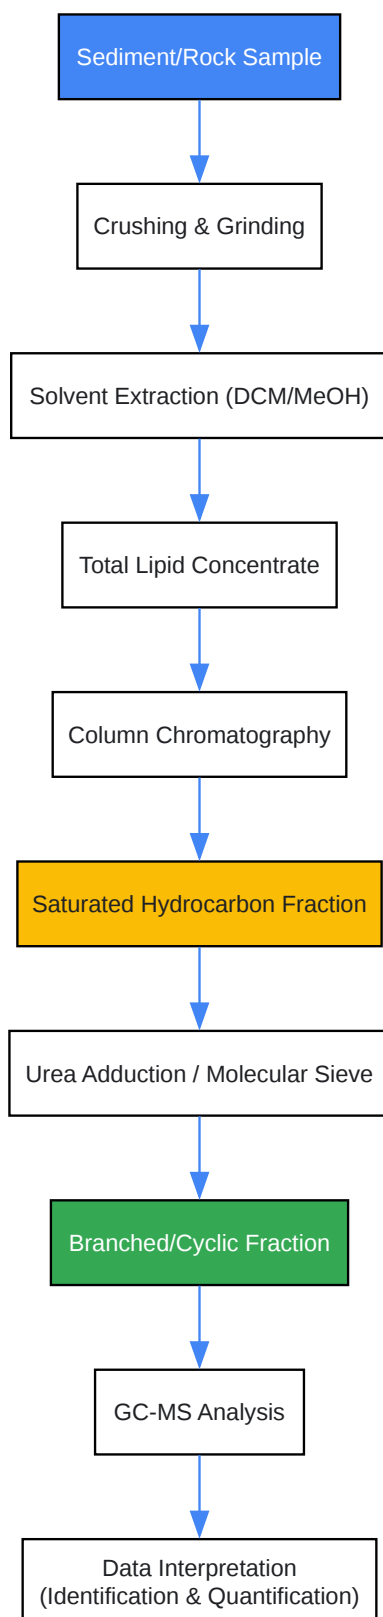 Sediment/Rock Sample
Crushing & Grinding
Solvent Extraction (DCM/MeOH)
Total Lipid Concentrate
Column Chromatography
Saturated Hydrocarbon Fraction
Urea Adduction / Molecular Sieve
Branched/Cyclic Fraction
GC-MS Analysis
Data Interpretation
(Identification & Quantification)